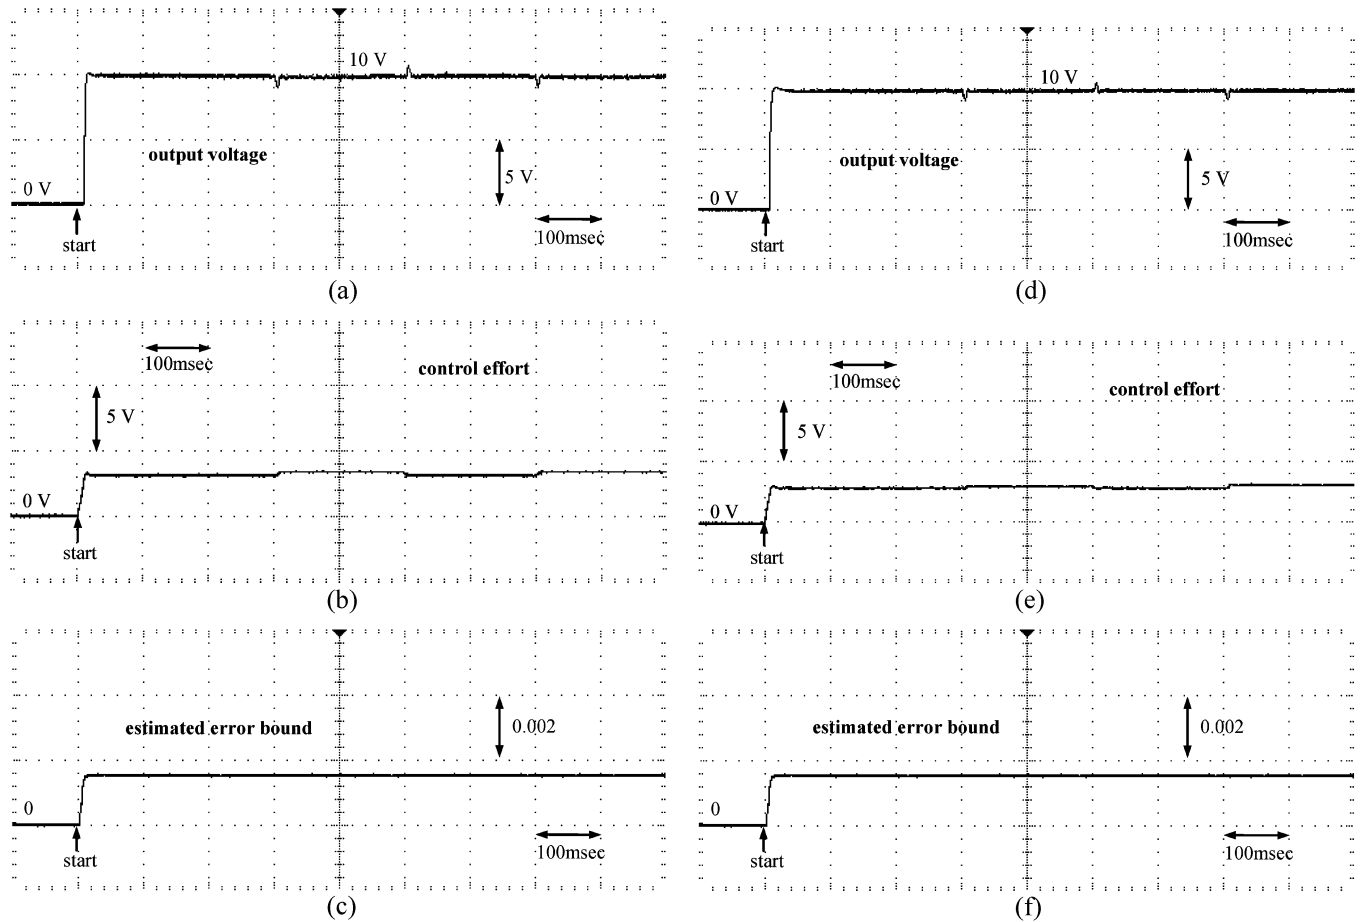 10 V
output voltage
5 V
0 V
start
100msec
(a)
100msec
control effort
5 V
0 V
start
(b)
estimated error bound
0.002
0
start
100msec
(c)
10 V
output voltage
5 V
0 V
start
100msec
(d)
100msec
control effort
5 V
0 V
start
(e)
estimated error bound
0.002
0
start
100msec
(f)